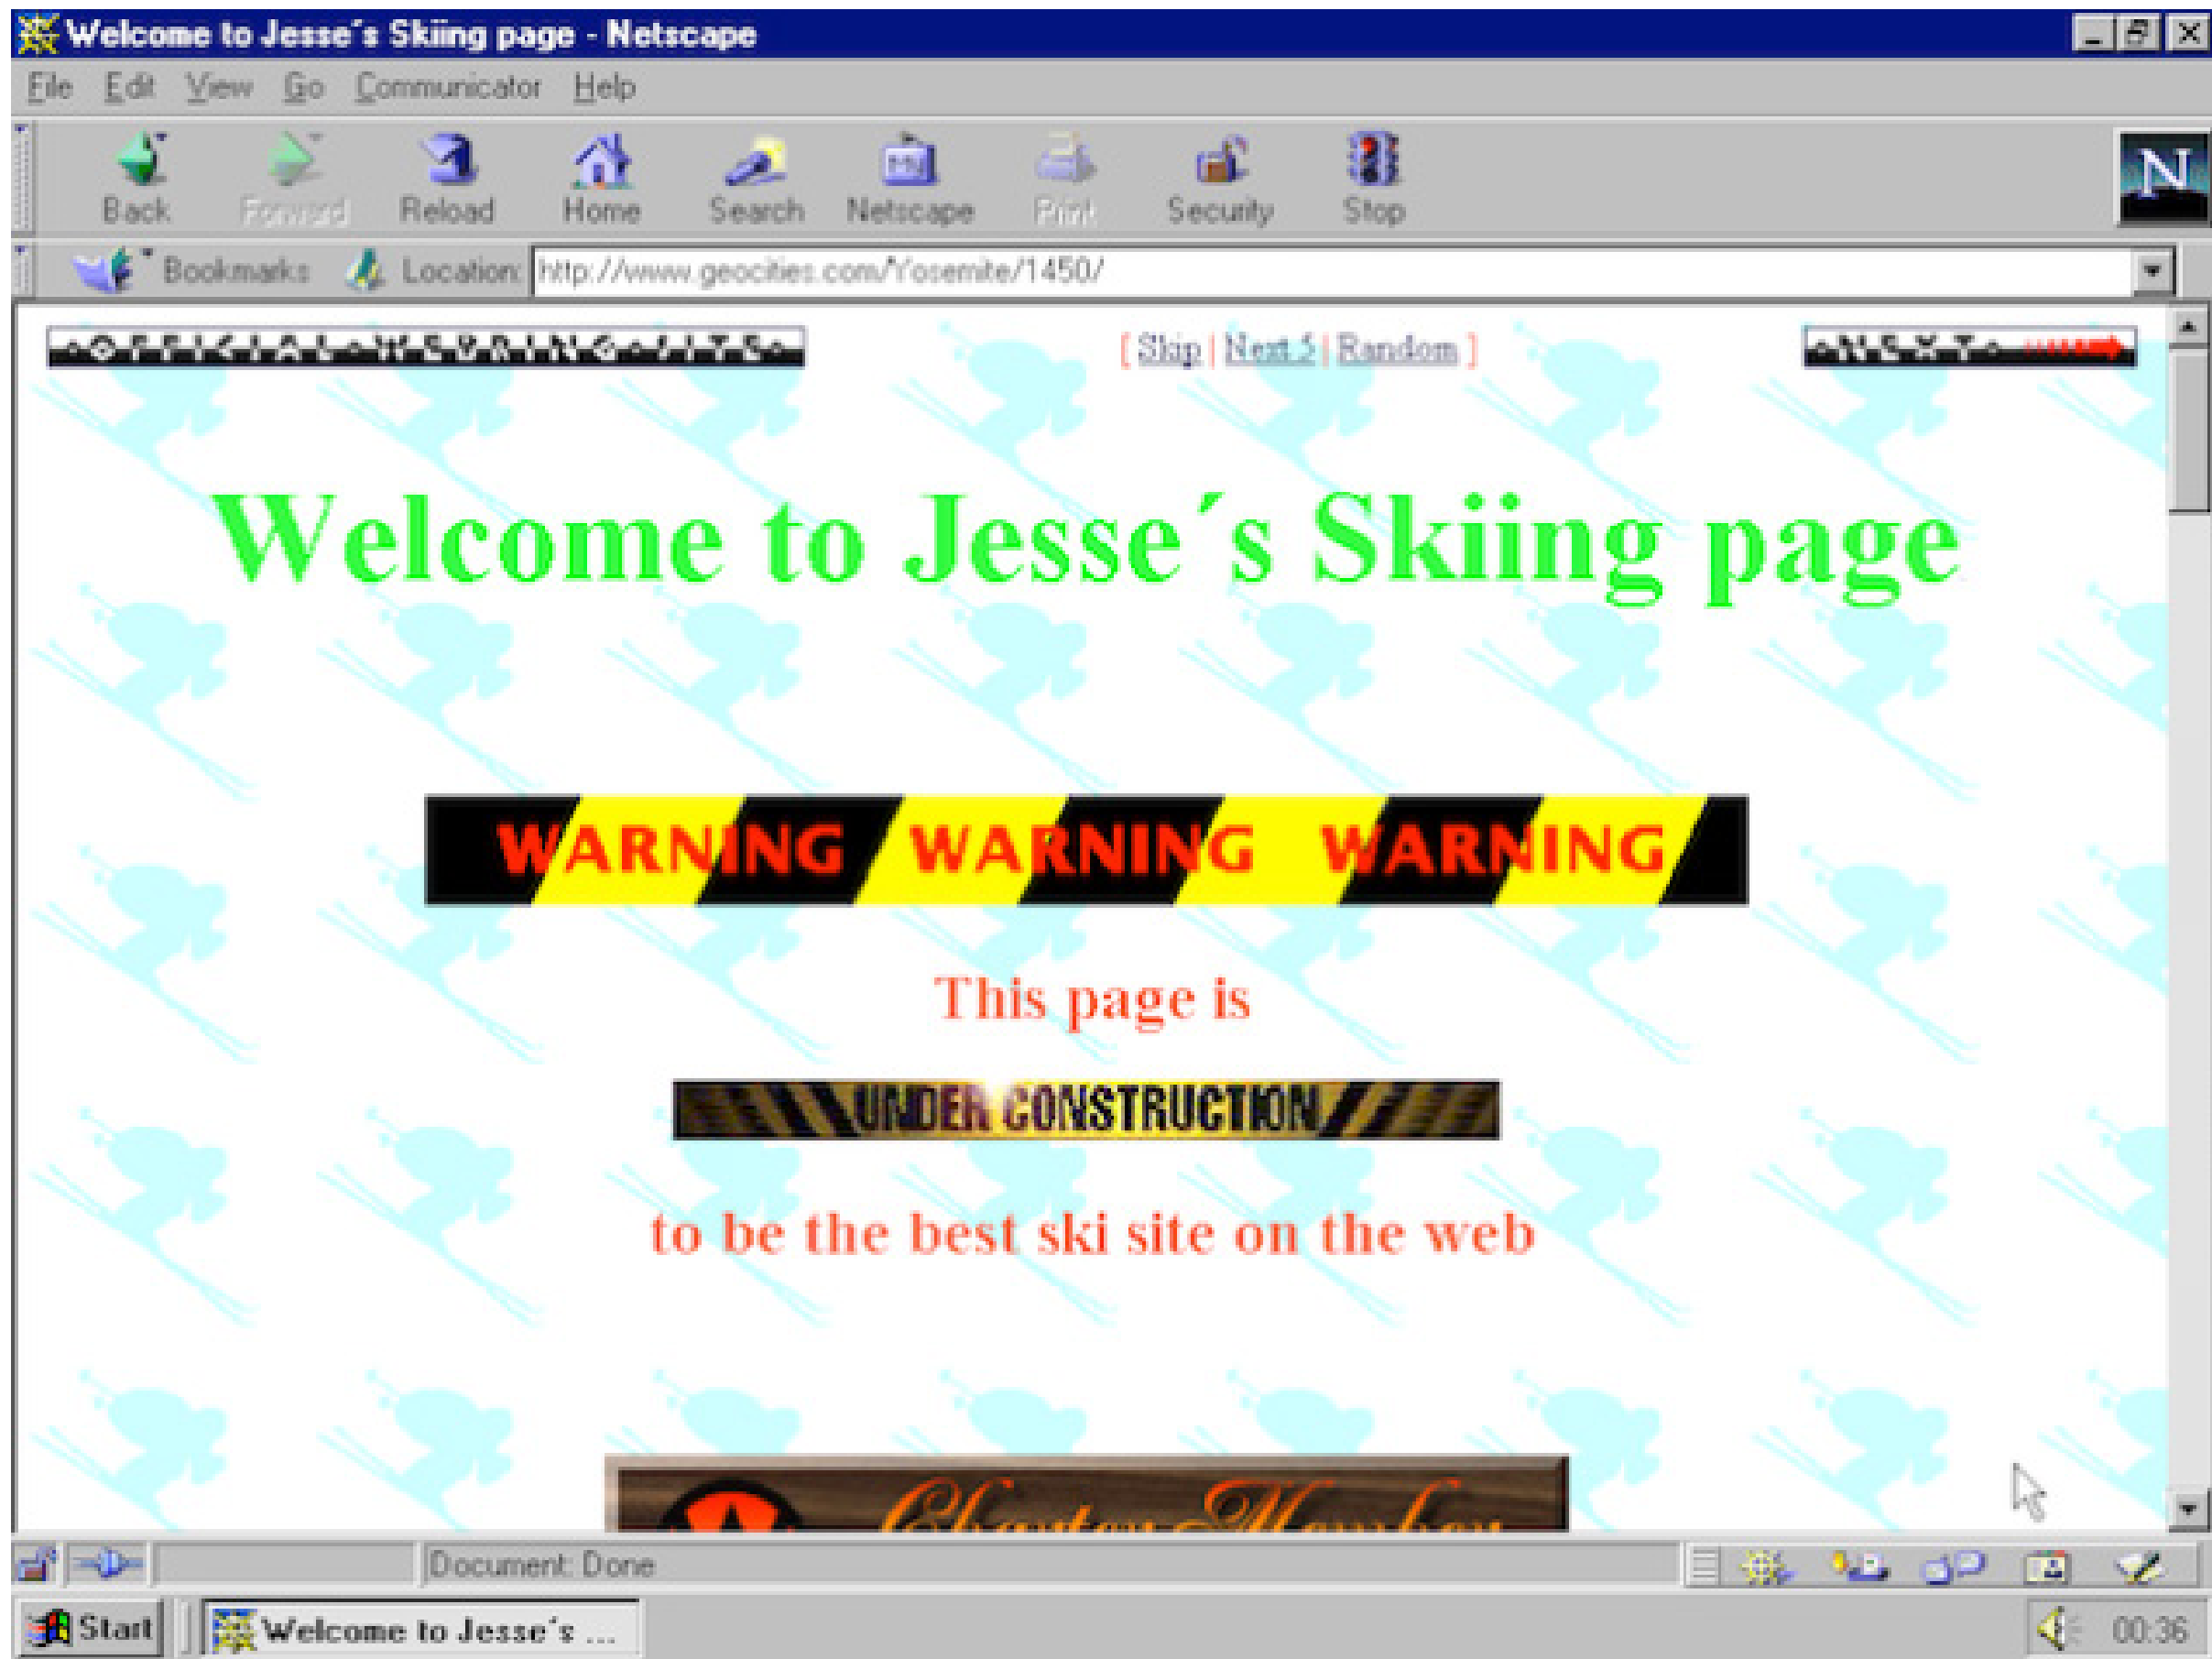 Welcome to Jesse´s Skiing page - Netscape
File Edit View Go Communicator Help
Back Forward Reload Home Search Netscape Print Security Stop
N
Bookmarks Location: http://www.geocities.com/Yosemite/1450/
OFFICIAL WEBRING SITE [ Skip | Next 5 | Random ] NEXT
Welcome to Jesse´s Skiing page
WARNING WARNING WARNING
This page is
UNDER CONSTRUCTION
to be the best ski site on the web
Charter Member
Document: Done
Start Welcome to Jesse´s ... 00:36